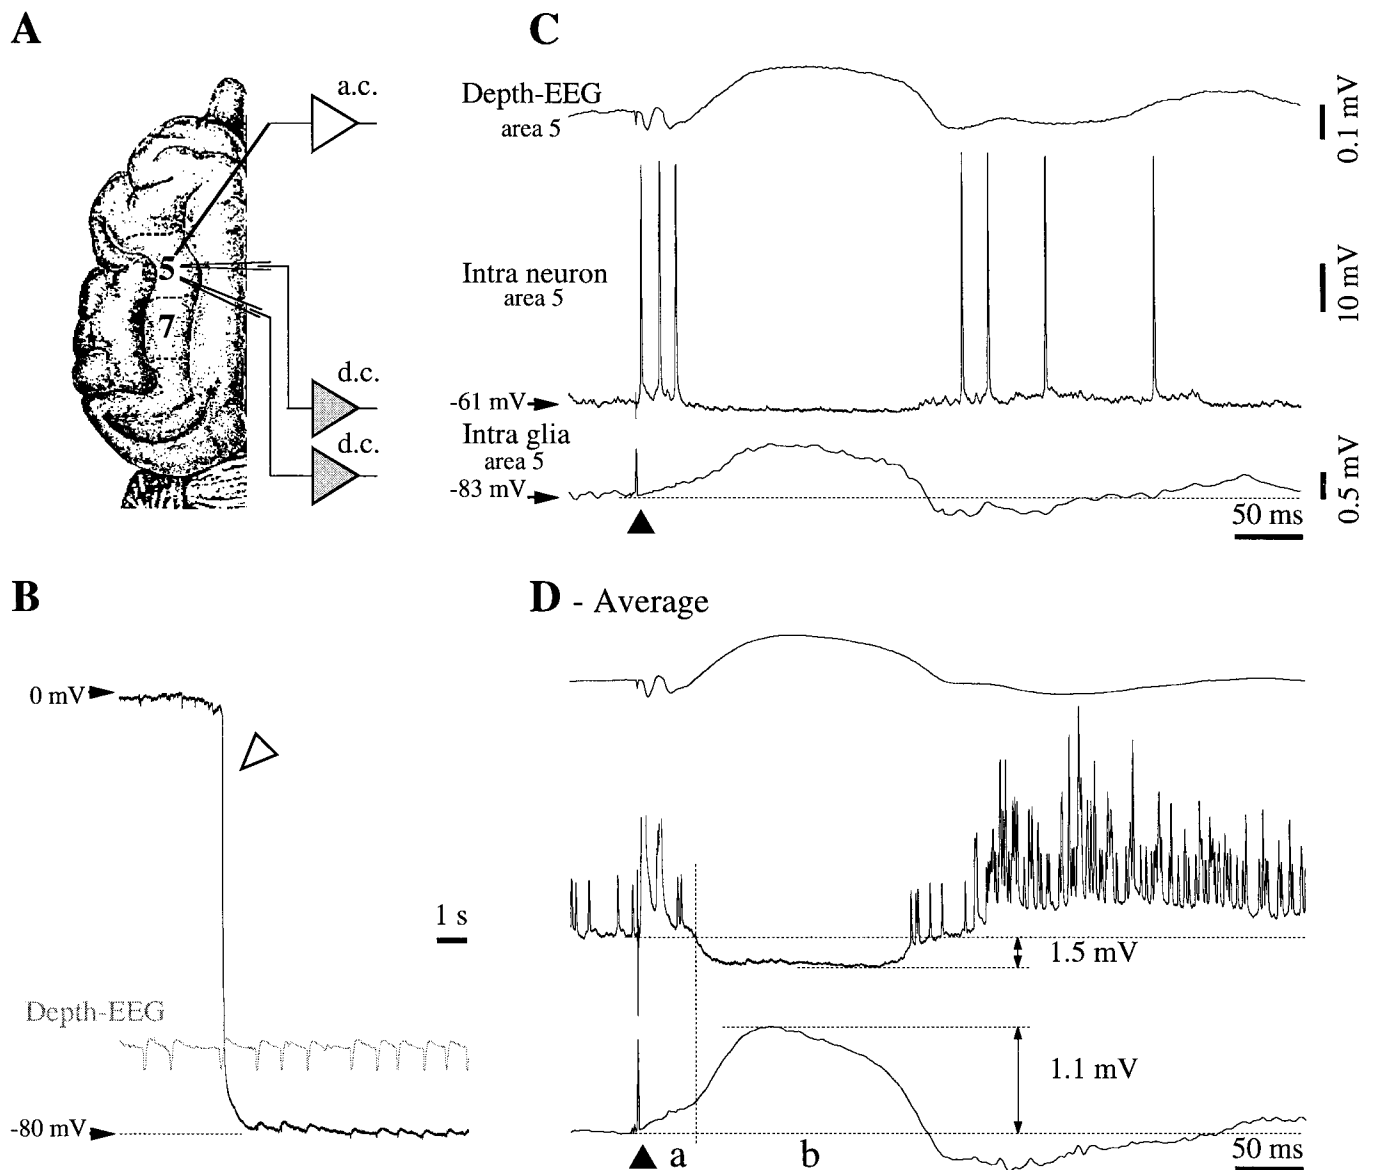 A
a.c.
5
7
d.c.
d.c.
B
0 mV
1 s
Depth-EEG
-80 mV
C
Depth-EEG
area 5
0.1 mV
Intra neuron
area 5
10 mV
-61 mV
Intra glia
area 5
-83 mV
0.5 mV
50 ms
D - Average
1.5 mV
1.1 mV
a
b
50 ms